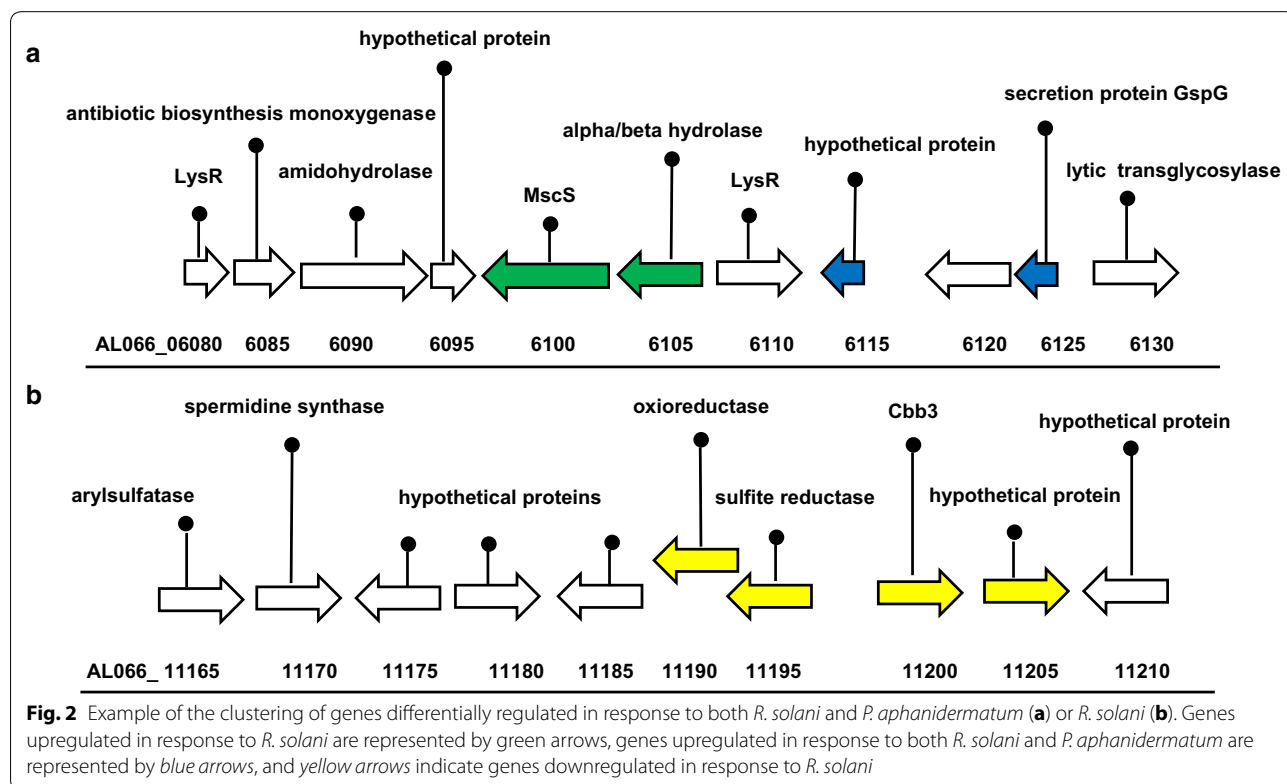 a
hypothetical protein
antibiotic biosynthesis monoxygenase
secretion protein GspG
alpha/beta hydrolase
hypothetical protein
LysR
amidohydrolase
MscS
LysR
lytic transglycosylase
AL066_06080 6085 6090 6095 6100 6105 6110 6115 6120 6125 6130
b
spermidine synthase
oxioreductase
Cbb3
hypothetical protein
arylsulfatase
hypothetical proteins
sulfite reductase
hypothetical protein
AL066_ 11165 11170 11175 11180 11185 11190 11195 11200 11205 11210
Fig. 2 Example of the clustering of genes differentially regulated in response to both R. solani and P. aphanidermatum (a) or R. solani (b). Genes
upregulated in response to R. solani are represented by green arrows, genes upregulated in response to both R. solani and P. aphanidermatum are
represented by blue arrows, and yellow arrows indicate genes downregulated in response to R. solani